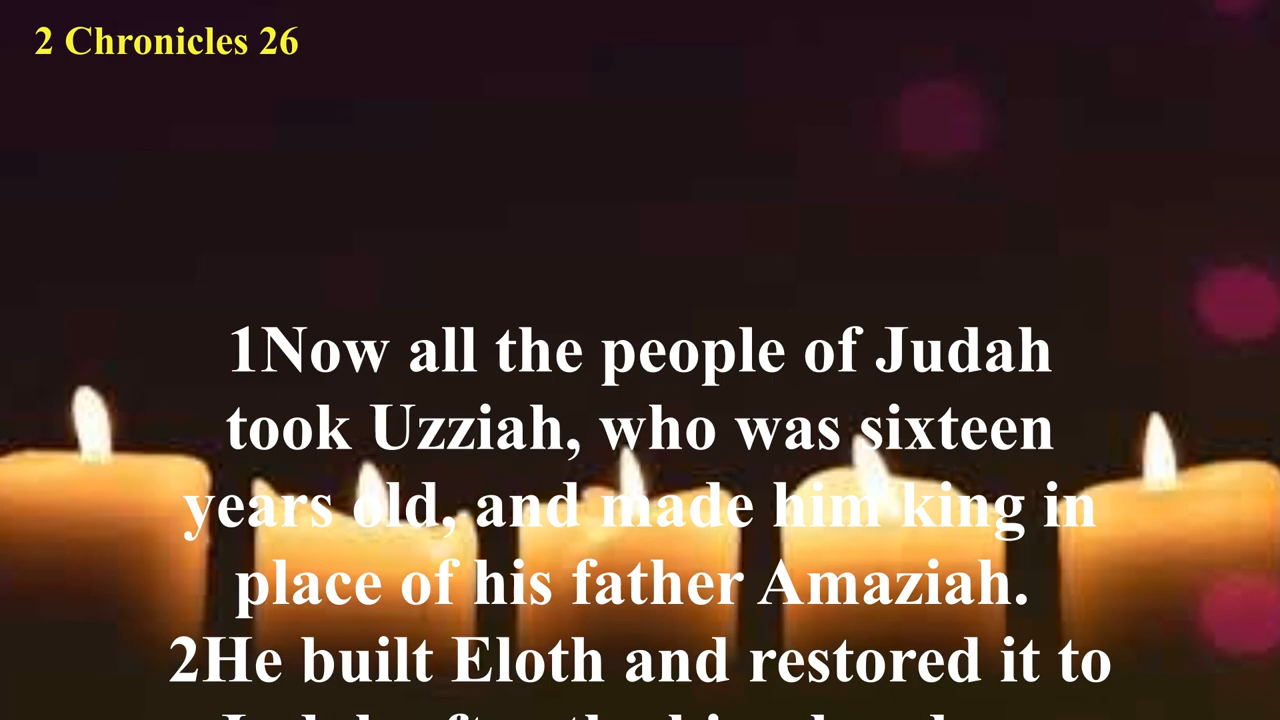 2 Chronicles 26
1Now all the people of Judah
took Uzziah, who was sixteen
years old, and made him king in
place of his father Amaziah.
2He built Eloth and restored it to